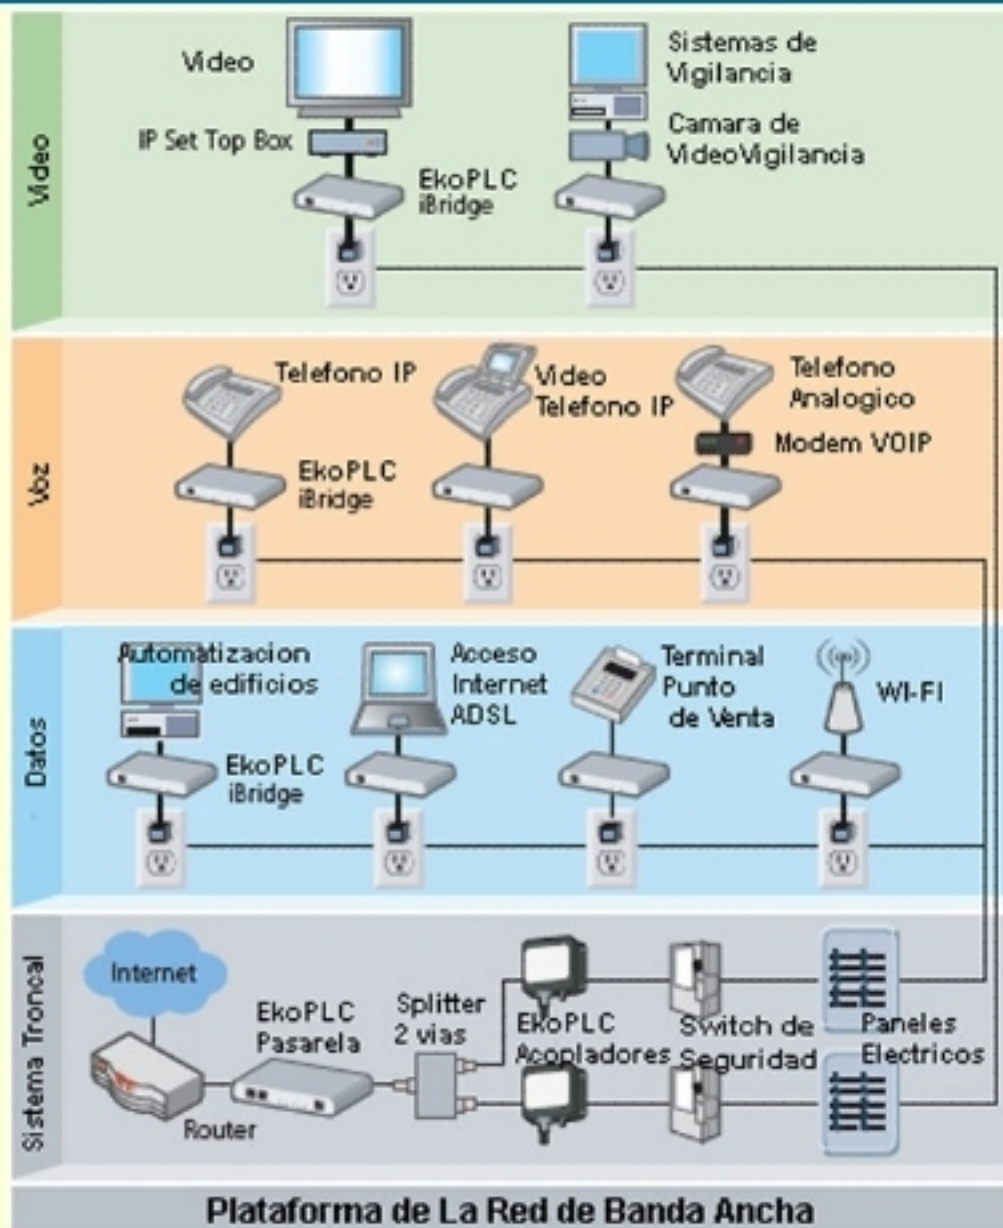 Video
Video
IP Set Top Box
EkoPLC
iBridge
Sistemas de
Vigilancia
Camara de
VideoVigilancia
Voz
Telefono IP
EkoPLC
iBridge
Video
Telefono IP
Telefono
Analogico
Modem VOIP
Datos
Automatizacion
de edificios
EkoPLC
iBridge
Acceso
Internet
ADSL
Terminal
Punto
de Venta
WI-FI
Sistema Troncal
Internet
Router
EkoPLC
Pasarela
Splitter
2 vias
EkoPLC
Acopladores
Switch de
Seguridad
Paneles
Electricos
Plataforma de La Red de Banda Ancha